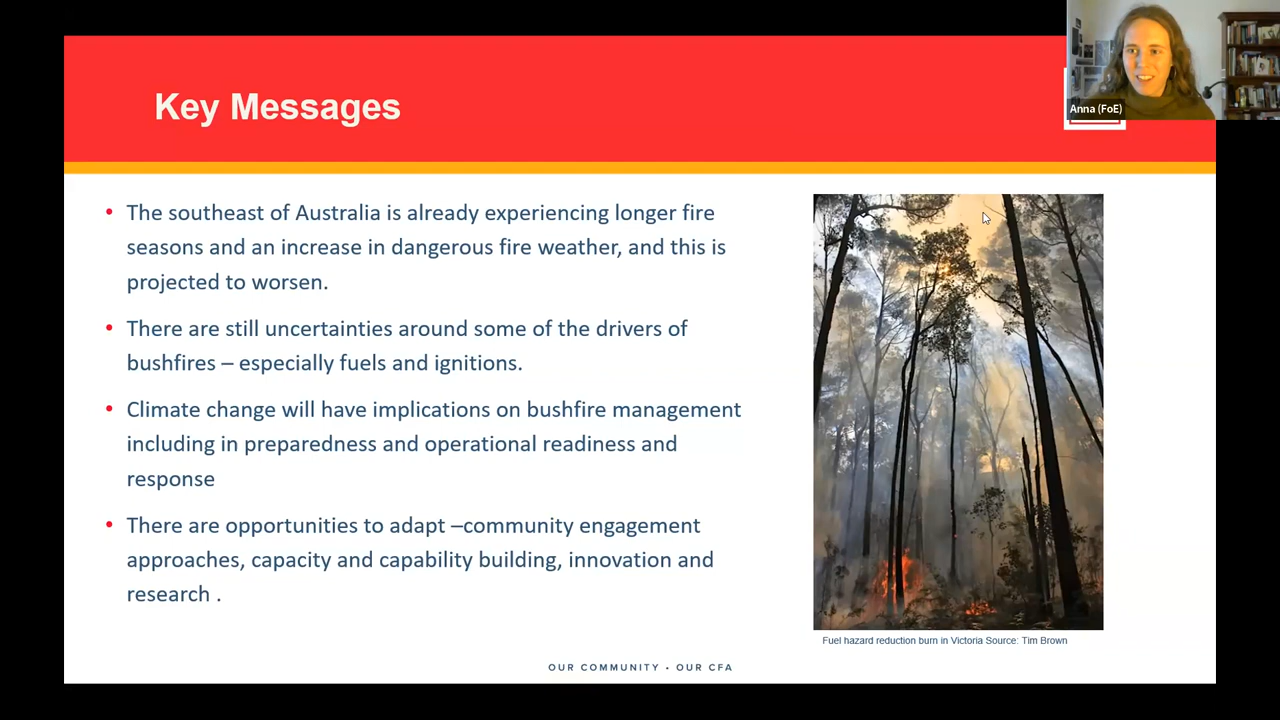 Key Messages
Anna (FoE)
• The southeast of Australia is already experiencing longer fire
seasons and an increase in dangerous fire weather, and this is
projected to worsen.
• There are still uncertainties around some of the drivers of
bushfires – especially fuels and ignitions.
• Climate change will have implications on bushfire management
including in preparedness and operational readiness and
response
• There are opportunities to adapt –community engagement
approaches, capacity and capability building, innovation and
research .
Fuel hazard reduction burn in Victoria Source: Tim Brown
OUR COMMUNITY • OUR CFA